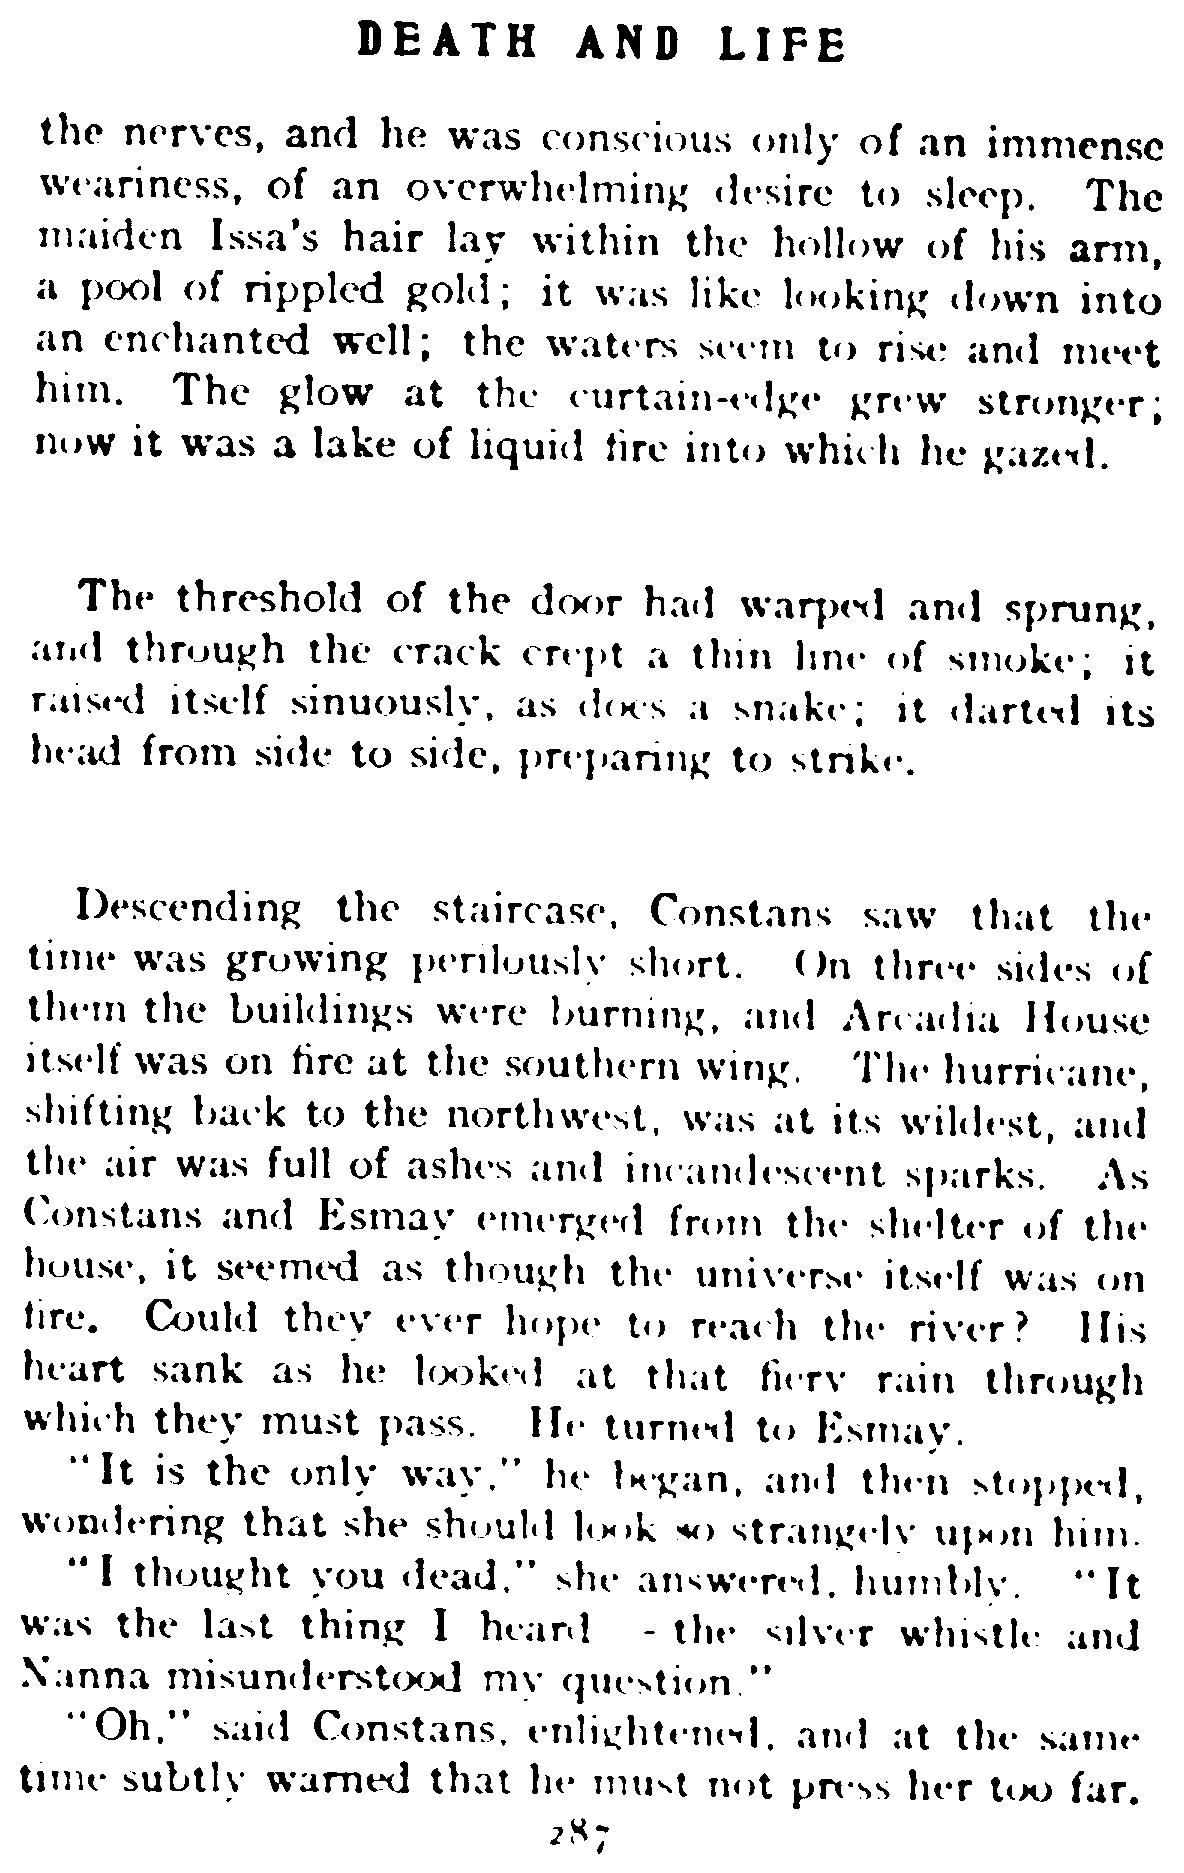 DEATH AND LIFE
the nerves, and he was conscious only of an immense
weariness, of an overwhelming desire to sleep. The
maiden Issa's hair lay within the hollow of his arm,
a pool of rippled gold; it was like looking down into
an enchanted well; the waters seem to rise and meet
him. The glow at the curtain-edge grew stronger;
now it was a lake of liquid fire into which he gazed.
The threshold of the door had warped and sprung,
and through the crack crept a thin line of smoke; it
raised itself sinuously, as does a snake; it darted its
head from side to side, preparing to strike.
Descending the staircase, Constans saw that the
time was growing perilously short. On three sides of
them the buildings were burning, and Arcadia House
itself was on fire at the southern wing. The hurricane,
shifting back to the northwest, was at its wildest, and
the air was full of ashes and incandescent sparks. As
Constans and Esmay emerged from the shelter of the
house, it seemed as though the universe itself was on
fire. Could they ever hope to reach the river? His
heart sank as he looked at that fiery rain through
which they must pass. He turned to Esmay.
"It is the only way," he began, and then stopped,
wondering that she should look so strangely upon him.
"I thought you dead," she answered, humbly. "It
was the last thing I heard - the silver whistle and
Nanna misunderstood my question."
"Oh," said Constans, enlightened, and at the same
time subtly warned that he must not press her too far.
287